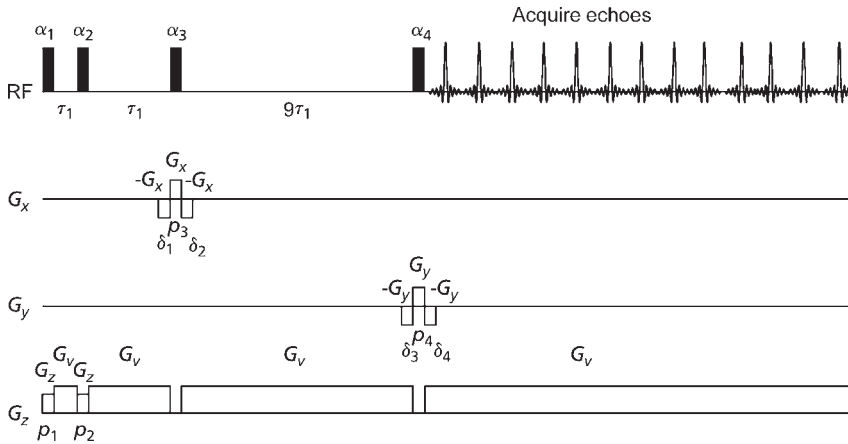 Acquire echoes
α1 α2 α3 α4
RF
τ1 τ1 9τ1
Gx
-Gx -Gx
Gx
p3
δ1 δ2
Gy
-Gy -Gy
Gy
p4
δ3 δ4
Gv Gv Gv Gv
Gz Gz
Gz
p1 p2